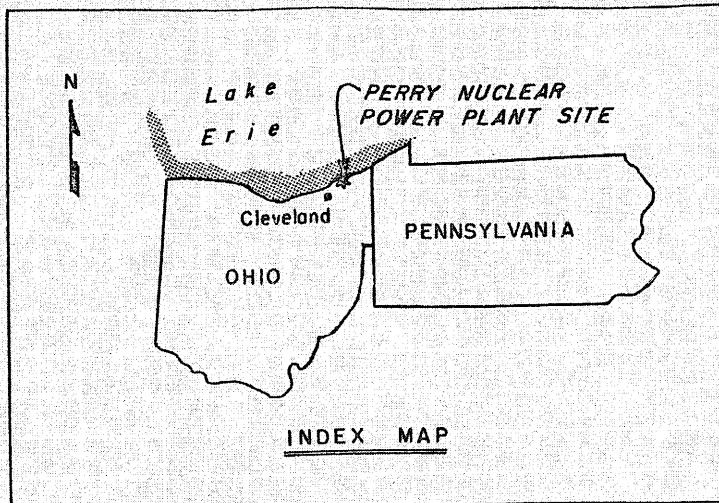 N
Lake
Erie
PERRY NUCLEAR
POWER PLANT SITE
Cleveland
PENNSYLVANIA
OHIO
INDEX MAP